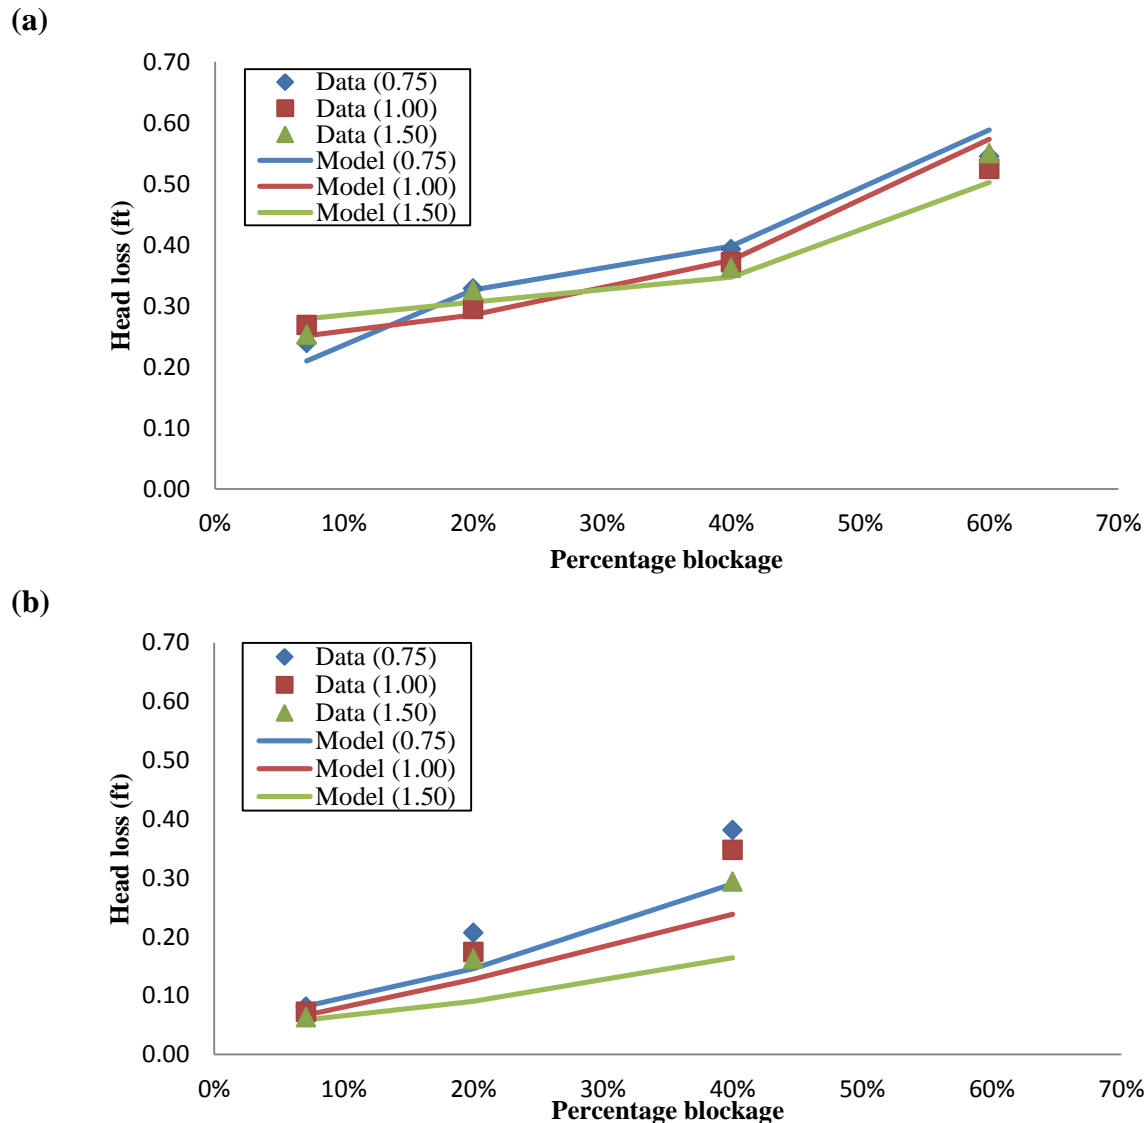 (a)
0.70
0.60
0.50
0.40
0.30
0.20
0.10
0.00
Head loss (ft)
Data (0.75)
Data (1.00)
Data (1.50)
Model (0.75)
Model (1.00)
Model (1.50)
0% 10% 20% 30% 40% 50% 60% 70%
Percentage blockage
(b)
0.70
0.60
0.50
0.40
0.30
0.20
0.10
0.00
Head loss (ft)
Data (0.75)
Data (1.00)
Data (1.50)
Model (0.75)
Model (1.00)
Model (1.50)
0% 10% 20% 30% 40% 50% 60% 70%
Percentage blockage